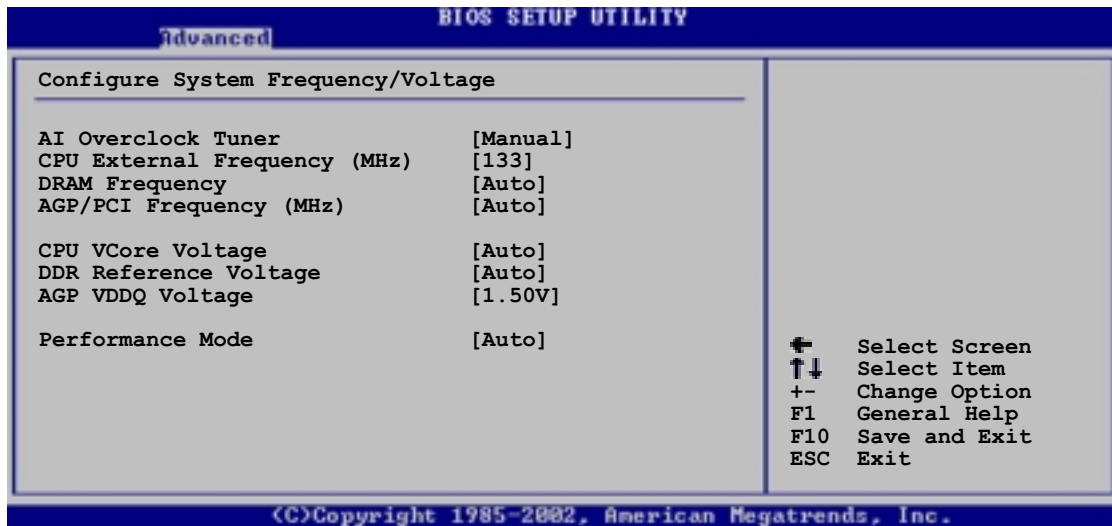 BIOS SETUP UTILITY
Advanced
Configure System Frequency/Voltage
AI Overclock Tuner [Manual]
CPU External Frequency (MHz) [133]
DRAM Frequency [Auto]
AGP/PCI Frequency (MHz) [Auto]
CPU VCore Voltage [Auto]
DDR Reference Voltage [Auto]
AGP VDDQ Voltage [1.50V]
Performance Mode [Auto]
← Select Screen
↑↓ Select Item
+- Change Option
F1 General Help
F10 Save and Exit
ESC Exit
(C)Copyright 1985-2002, American Megatrends, Inc.